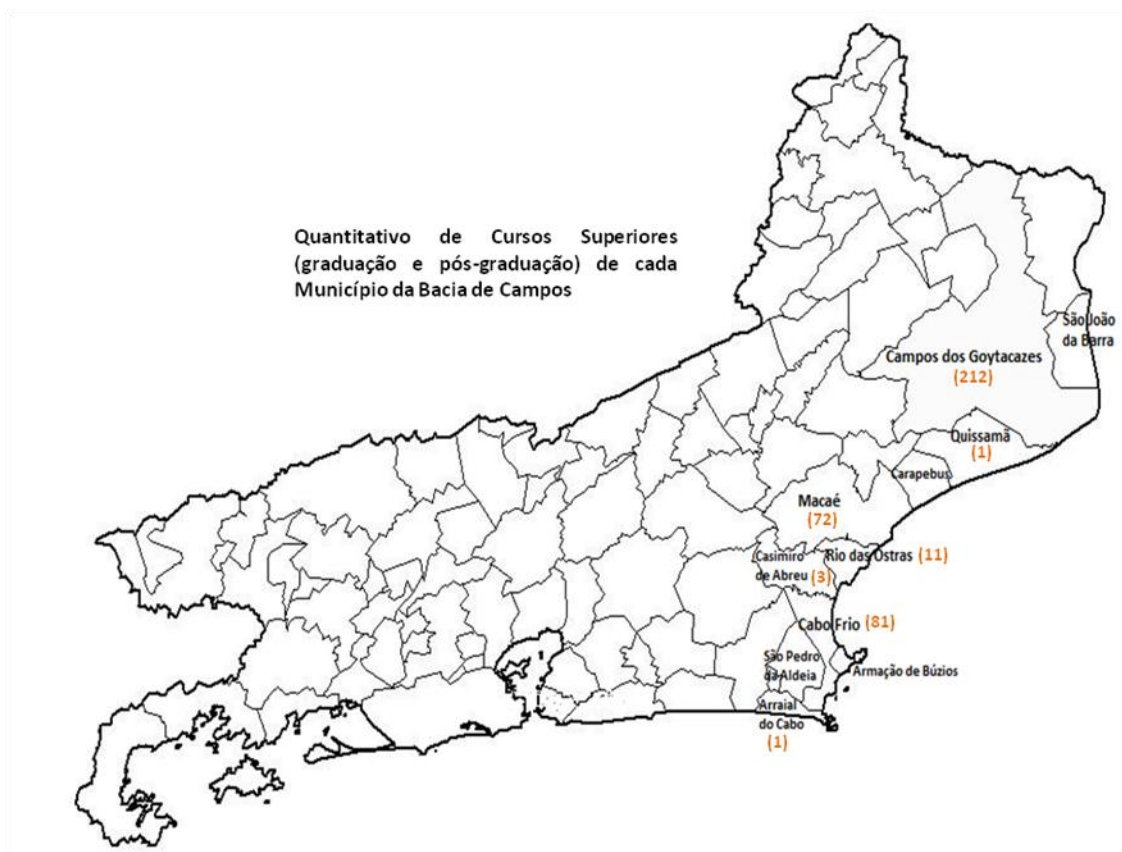 Quantitativo de Cursos Superiores
(graduação e pós-graduação) de cada
Município da Bacia de Campos
São João
da Barra
Campos dos Goytacazes
(212)
Quissamã
(1)
Carapebus
Macaé
(72)
Rio das Ostras (11)
Casimiro
de Abreu (3)
Cabo Frio (81)
São Pedro
da Aldeia
Armação de Búzios
Arraial
do Cabo
(1)